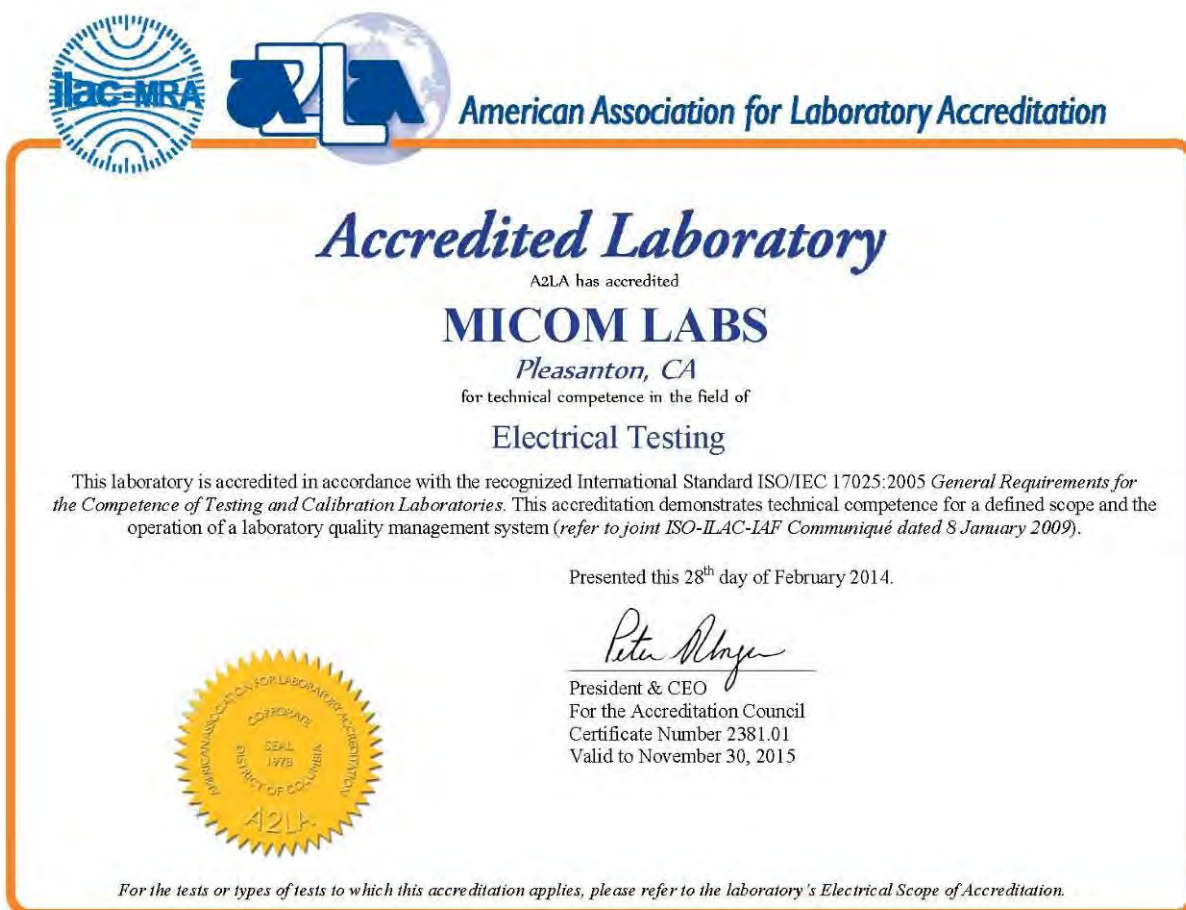 ilac-MRA
A2LA
American Association for Laboratory Accreditation
Accredited Laboratory
A2LA has accredited
MICOM LABS
Pleasanton, CA
for technical competence in the field of
Electrical Testing
This laboratory is accredited in accordance with the recognized International Standard ISO/IEC 17025:2005 General Requirements for
the Competence of Testing and Calibration Laboratories. This accreditation demonstrates technical competence for a defined scope and the
operation of a laboratory quality management system (refer to joint ISO-ILAC-IAF Communiqué dated 8 January 2009).
Presented this 28th day of February 2014.
President & CEO
For the Accreditation Council
Certificate Number 2381.01
Valid to November 30, 2015
AMERICAN ASSOCIATION FOR LABORATORY ACCREDITATION
CORPORATE
SEAL
1978
DISTRICT OF COLUMBIA
A2LA
For the tests or types of tests to which this accreditation applies, please refer to the laboratory's Electrical Scope of Accreditation.